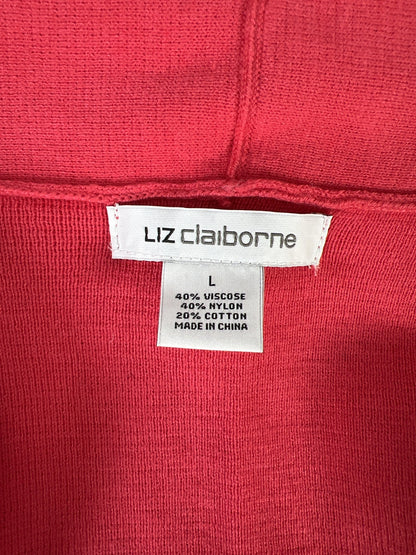 LIZ claiborne
L
40% VISCOSE
40% NYLON
20% COTTON
MADE IN CHINA